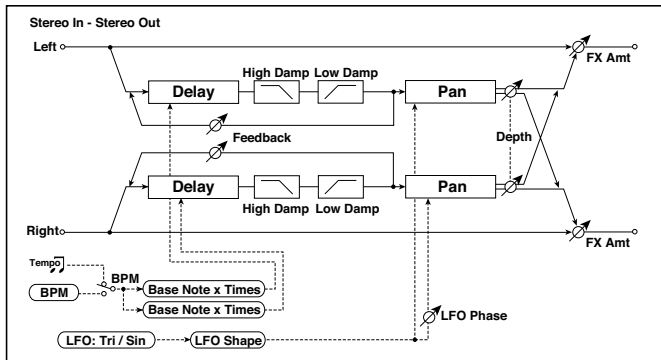 Stereo In - Stereo Out
Left
FX Amt
High Damp Low Damp
Delay
Pan
Feedback
Depth
Delay
Pan
High Damp Low Damp
Right
FX Amt
Tempo
BPM
BPM
Base Note x Times
Base Note x Times
LFO Phase
LFO: Tri / Sin
LFO Shape